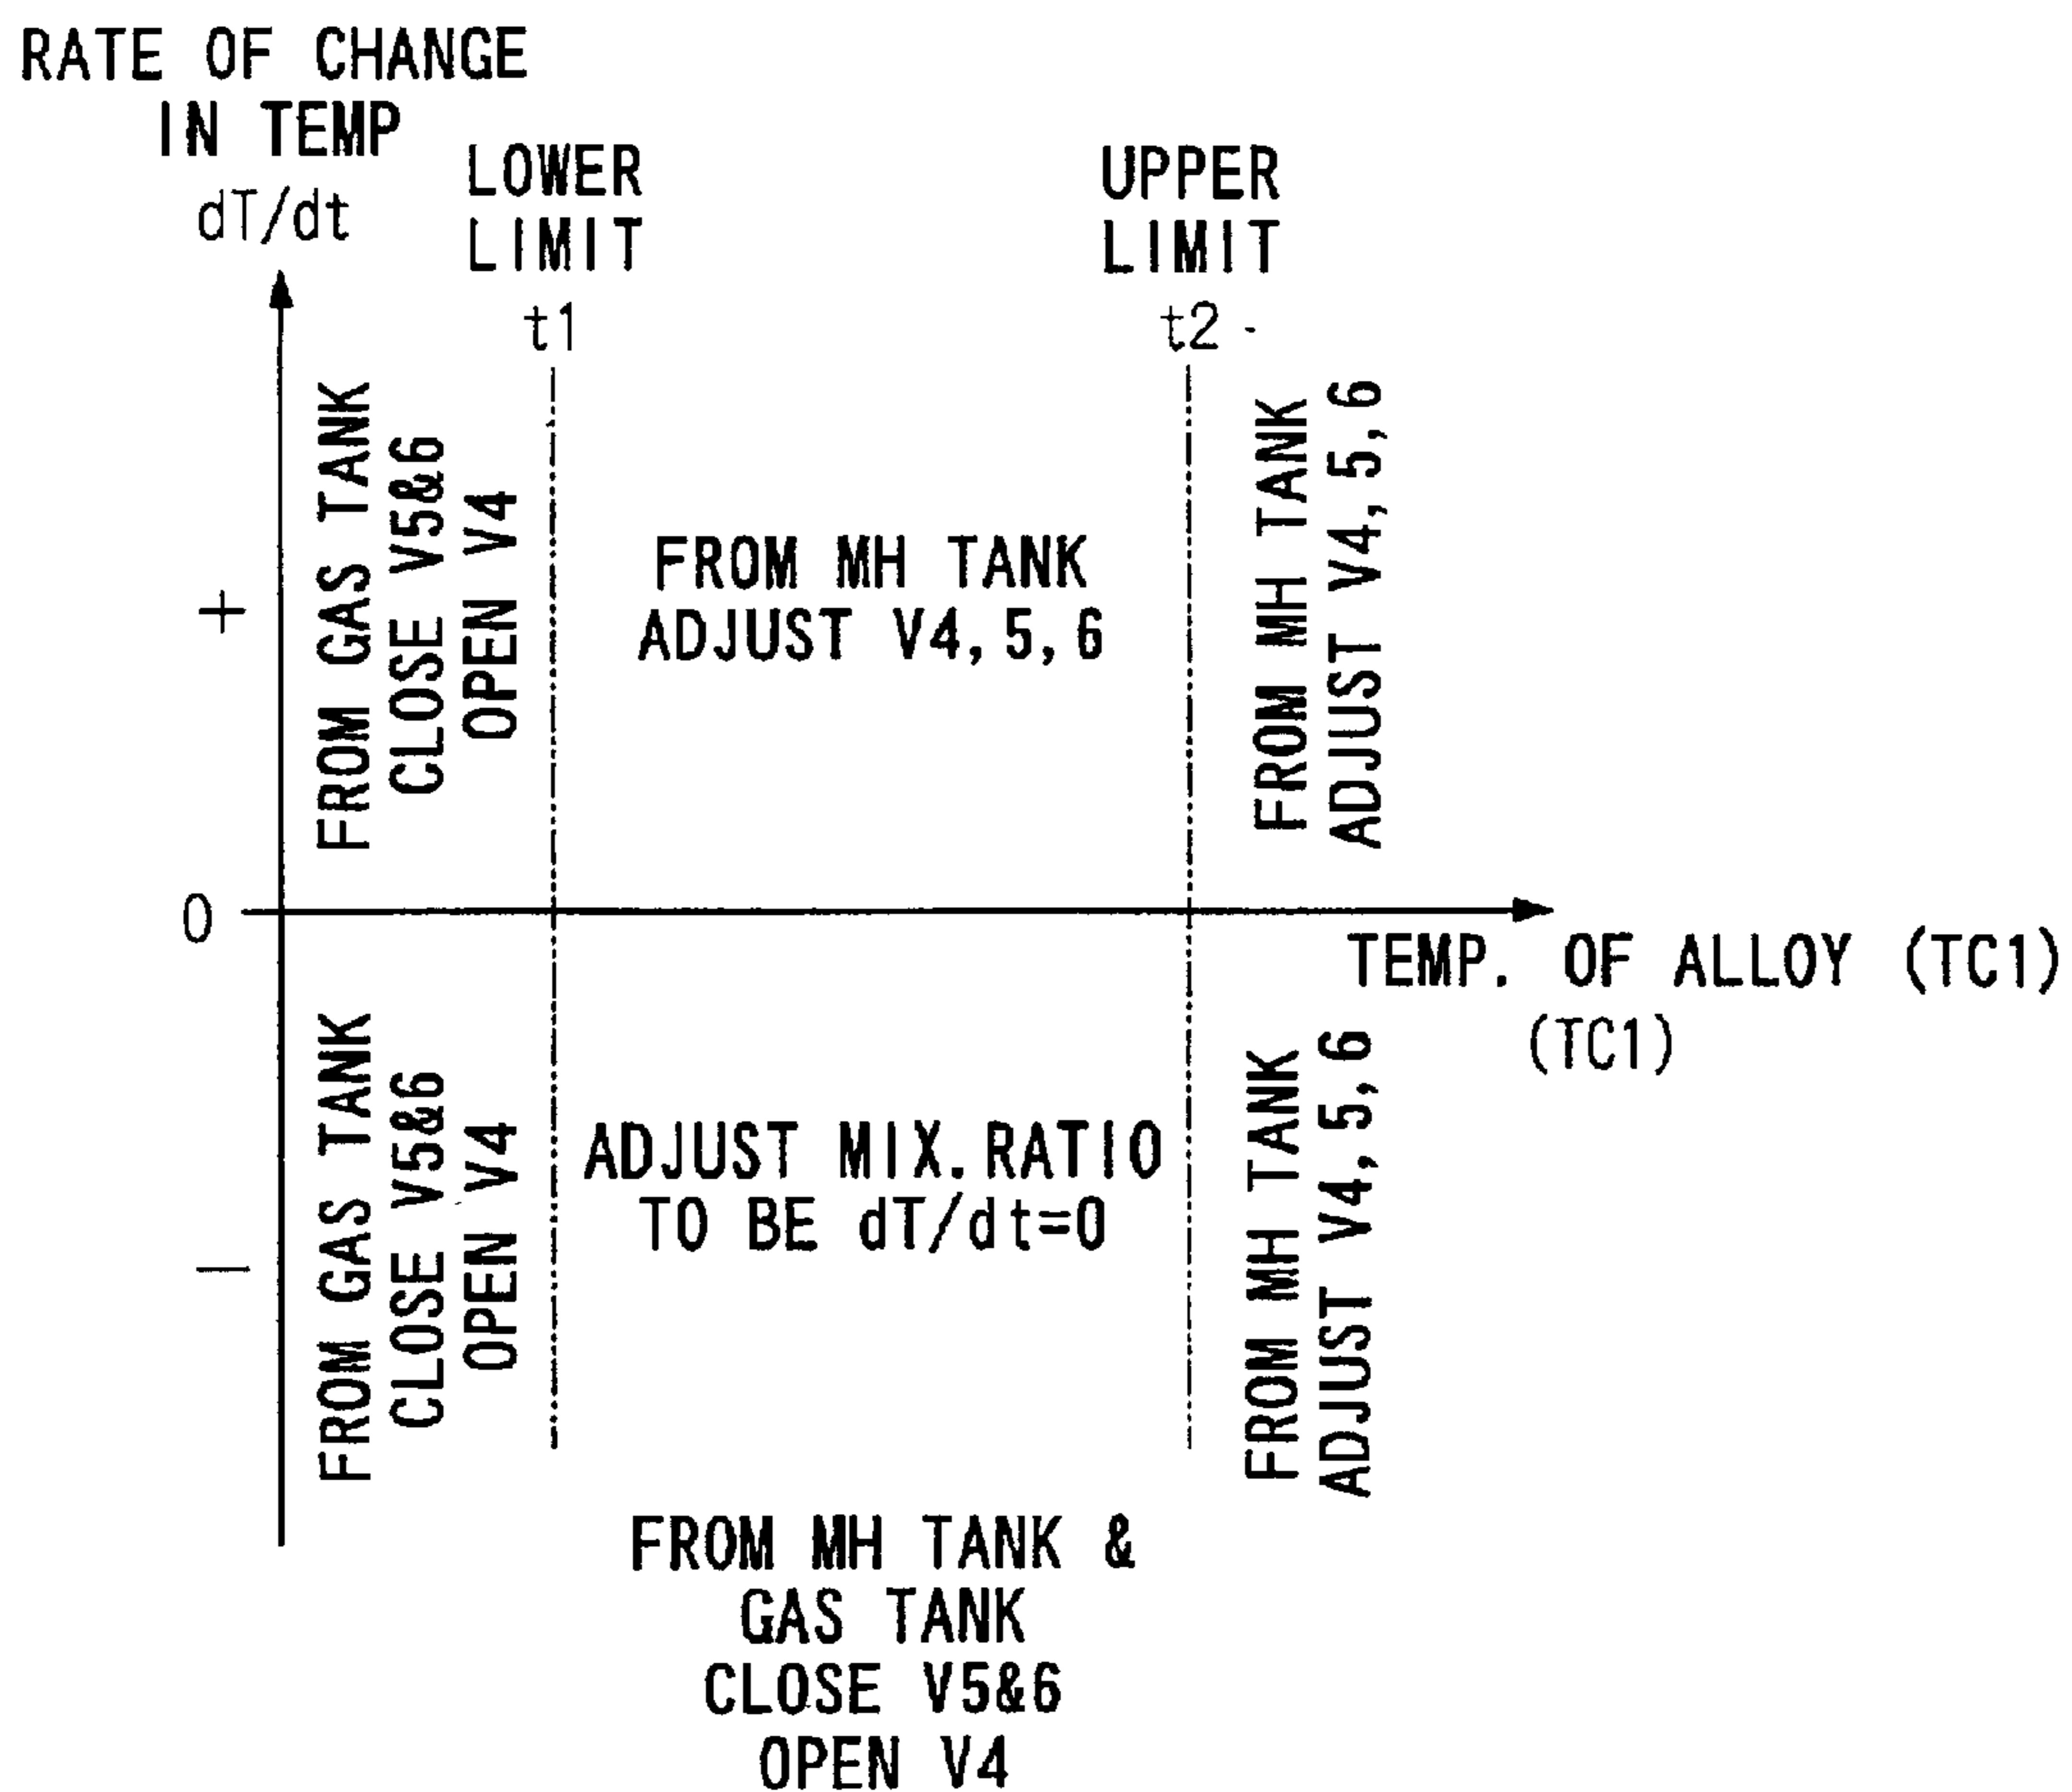 RATE OF CHANGE
IN TEMP
dT/dt
LOWER
LIMIT
t1
UPPER
LIMIT
t2
+
FROM GAS TANK
CLOSE V5&6
OPEN V4
FROM MH TANK
ADJUST V4,5,6
FROM MH TANK
ADJUST V4,5,6
0
TEMP. OF ALLOY (TC1)
(TC1)
−
FROM GAS TANK
CLOSE V5&6
OPEN V4
ADJUST MIX.RATIO
TO BE dT/dt=0
FROM MH TANK
ADJUST V4,5,6
FROM MH TANK &
GAS TANK
CLOSE V5&6
OPEN V4